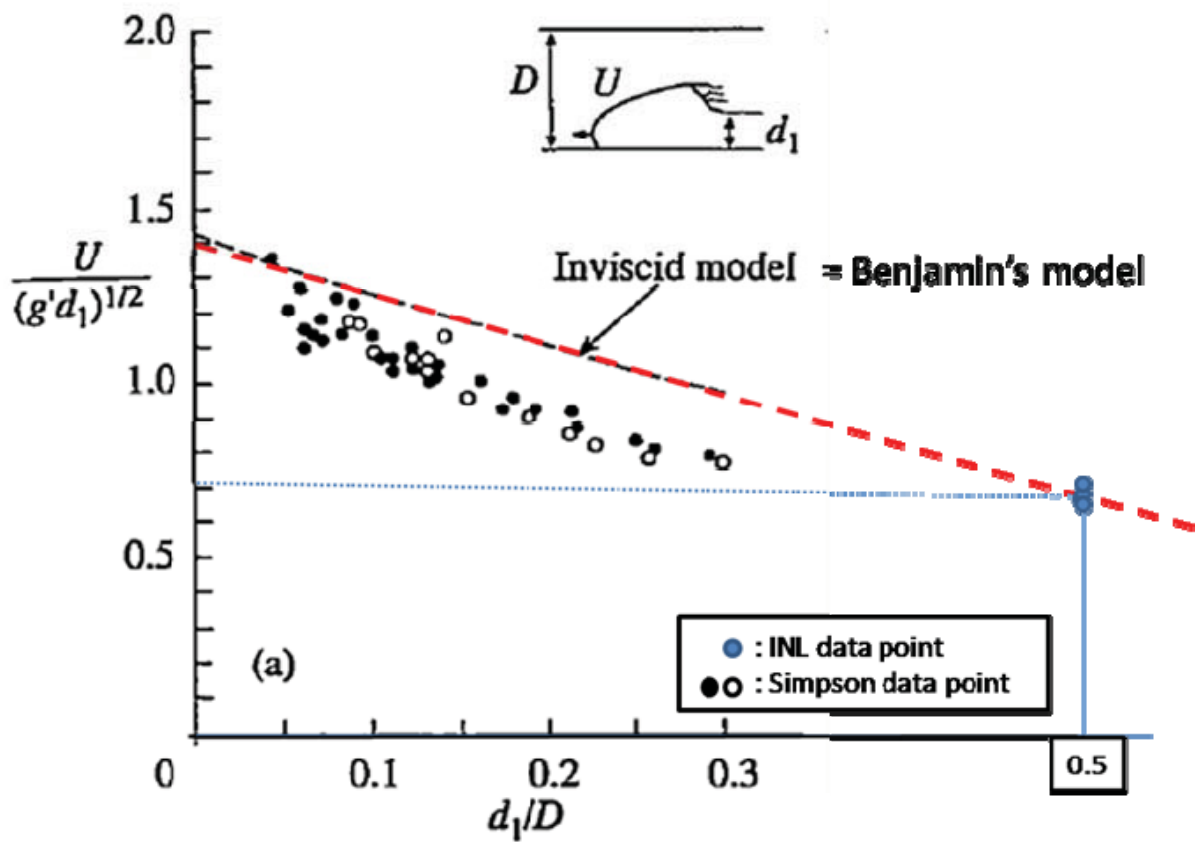 2.0
1.5
1.0
0.5
0
U
(g'd₁)^1/2
D
U
d₁
Inviscid model = Benjamin's model
(a)
: INL data point
: Simpson data point
0.1
0.2
0.3
0.5
d₁/D